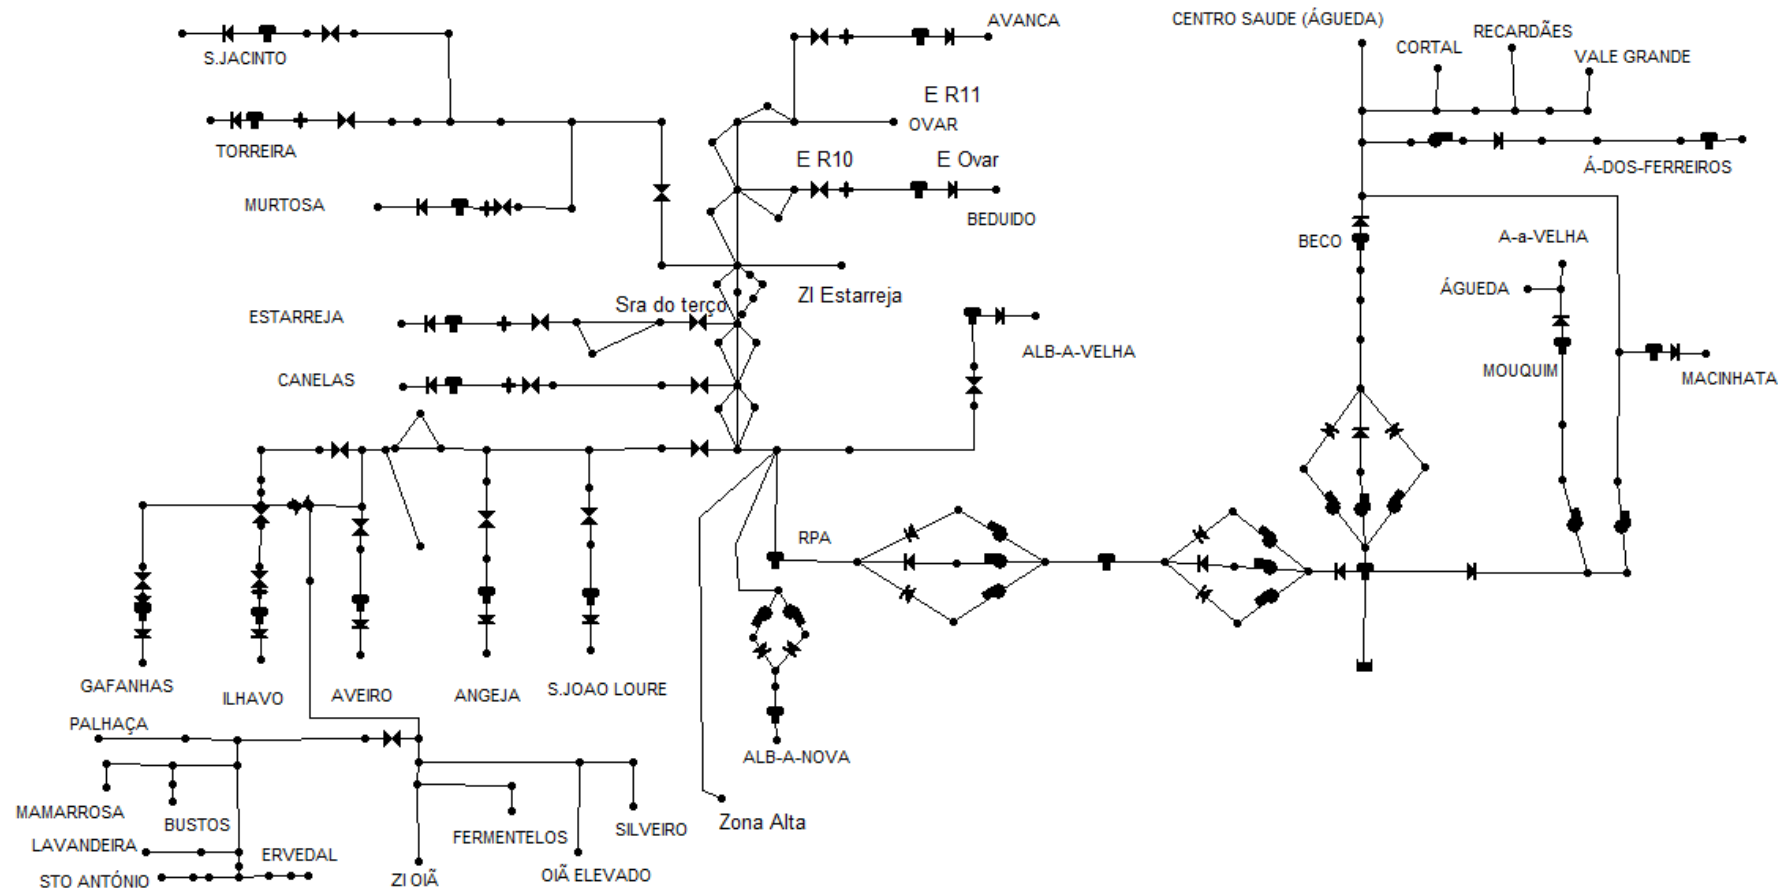 CENTRO SAUDE (ÁGUEDA)
AVANCA
RECARDÃES
CORTAL
VALE GRANDE
S.JACINTO
E R11
OVAR
TORREIRA
E R10
E Ovar
Á-DOS-FERREIROS
MURTOSA
BEDUIDO
BECO
A-a-VELHA
ÁGUEDA
ZI Estarreja
Sra do terço
ESTARREJA
ALB-A-VELHA
MOUQUIM
MACINHATA
CANELAS
RPA
GAFANHAS
ILHAVO
AVEIRO
ANGEJA
S.JOAO LOURE
PALHAÇA
ALB-A-NOVA
MAMARROSA
BUSTOS
FERMENTELOS
SILVEIRO
Zona Alta
LAVANDEIRA
ERVEDAL
STO ANTÓNIO
ZI OIÃ
OIÃ ELEVADO